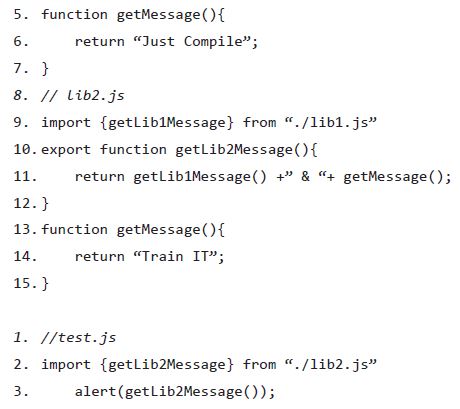 5. function getMessage(){
6. return “Just Compile”;
7. }
8. // lib2.js
9. import {getLib1Message} from “./lib1.js”
10. export function getLib2Message(){
11. return getLib1Message() +” & “+ getMessage();
12. }
13. function getMessage(){
14. return “Train IT”;
15. }
1. //test.js
2. import {getLib2Message} from “./lib2.js”
3. alert(getLib2Message());